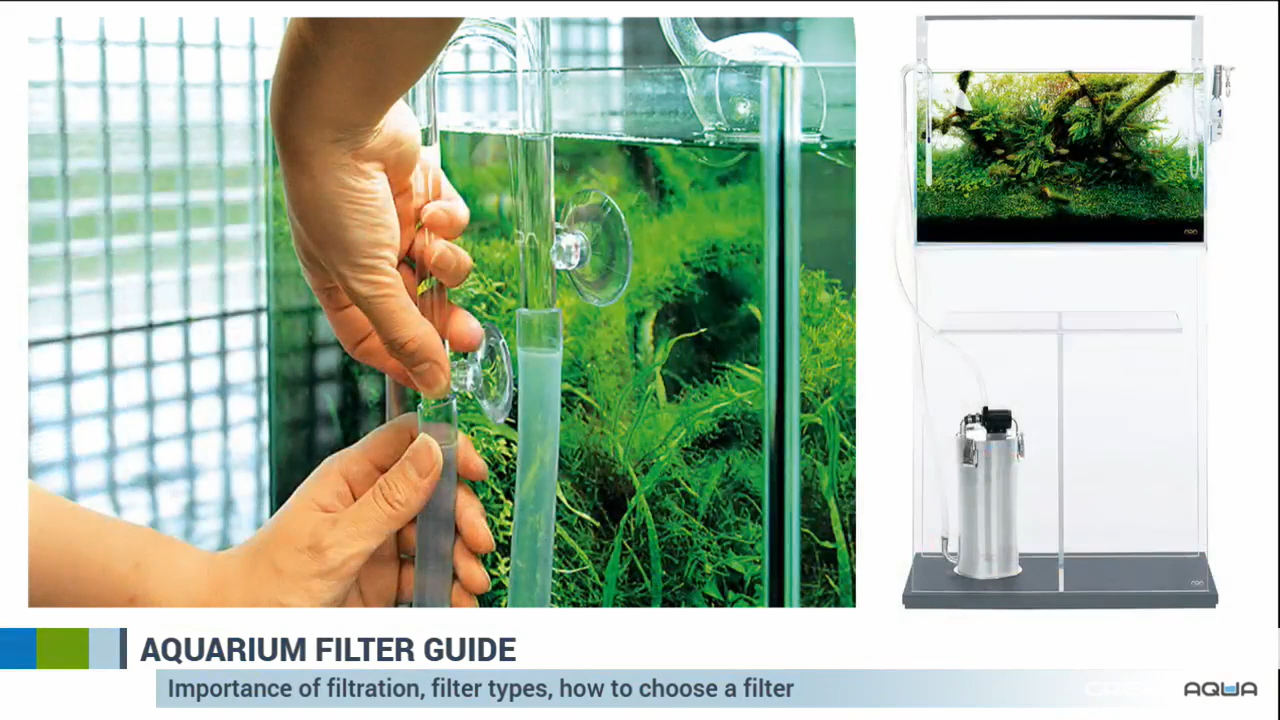 AQUARIUM FILTER GUIDE
Importance of filtration, filter types, how to choose a filter
AQUA